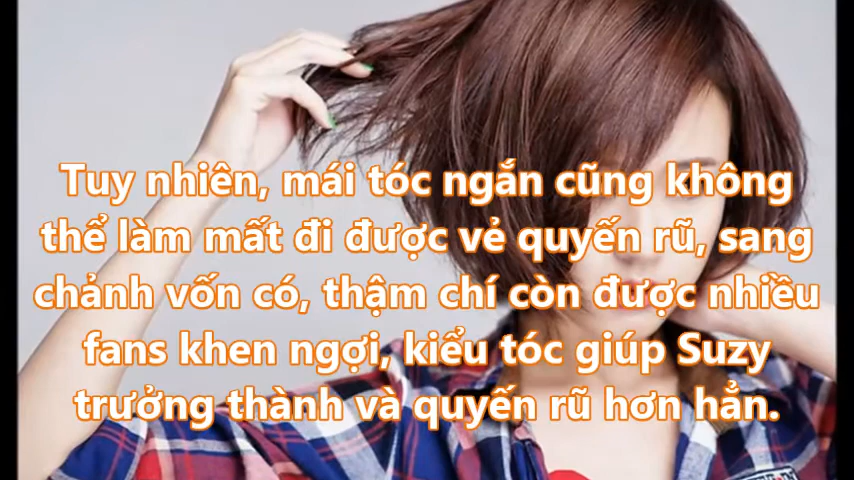 Tuy nhiên, mái tóc ngắn cũng không
thể làm mất đi được vẻ quyến rũ, sang
chảnh vốn có, thậm chí còn được nhiều
fans khen ngợi, kiểu tóc giúp Suzy
trưởng thành và quyến rũ hơn hẳn.